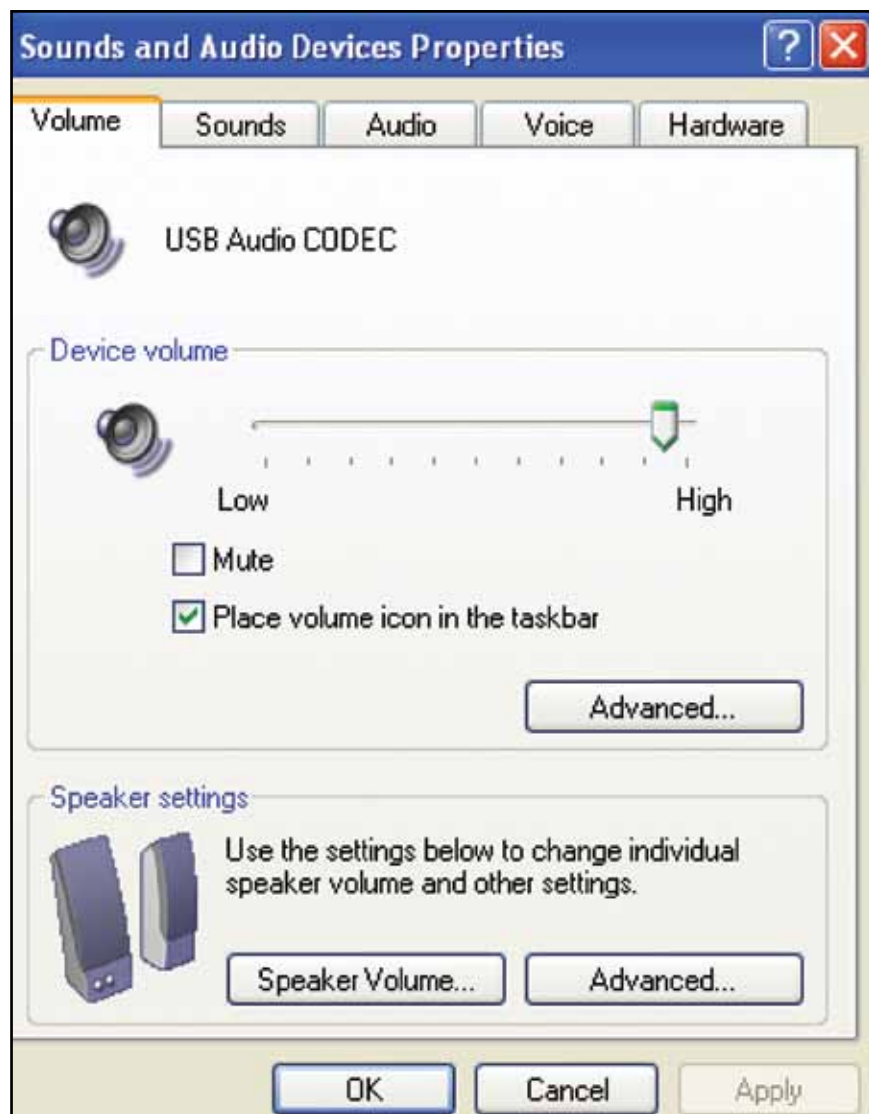 Sounds and Audio Devices Properties
Volume Sounds Audio Voice Hardware
USB Audio CODEC
Device volume
Low High
Mute
Place volume icon in the taskbar
Advanced...
Speaker settings
Use the settings below to change individual
speaker volume and other settings.
Speaker Volume... Advanced...
OK Cancel Apply